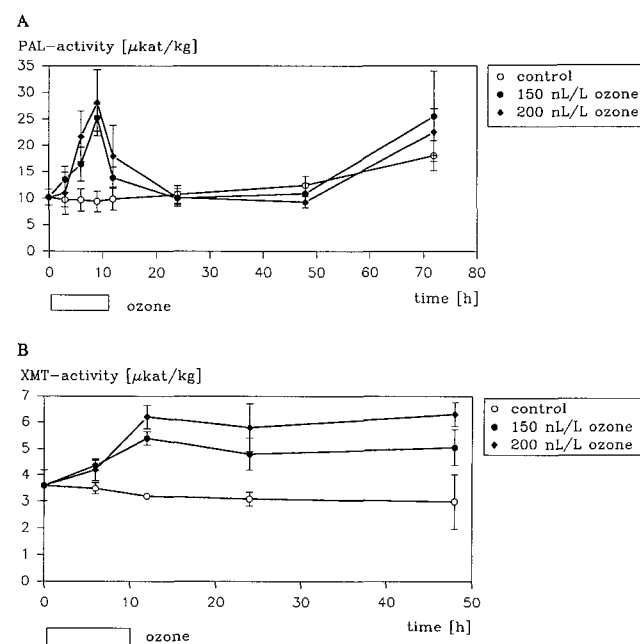 A
PAL-activity [μkat/kg]
35
30
25
20
15
10
5
0
0 10 20 30 40 50 60 70 80
time [h]
ozone
control
150 nL/L ozone
200 nL/L ozone
B
XMT-activity [μkat/kg]
7
6
5
4
3
2
1
0
0 10 20 30 40 50
time [h]
ozone
control
150 nL/L ozone
200 nL/L ozone